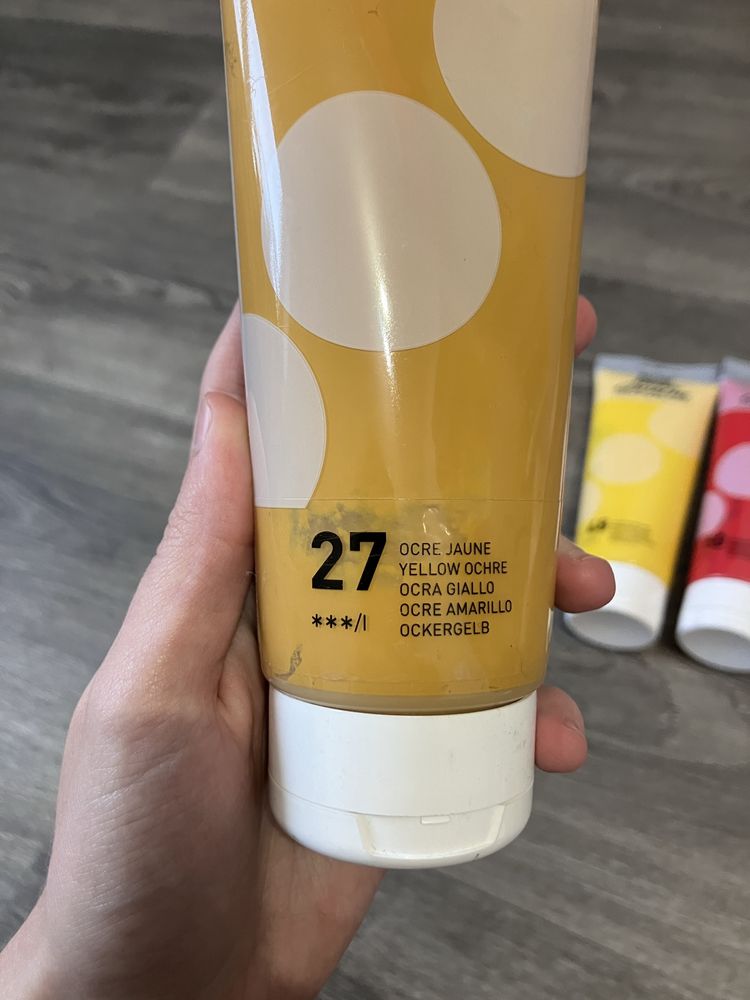 27
OCRE JAUNE
YELLOW OCHRE
OCRA GIALLO
OCRE AMARILLO
OCKERGELB
***/I